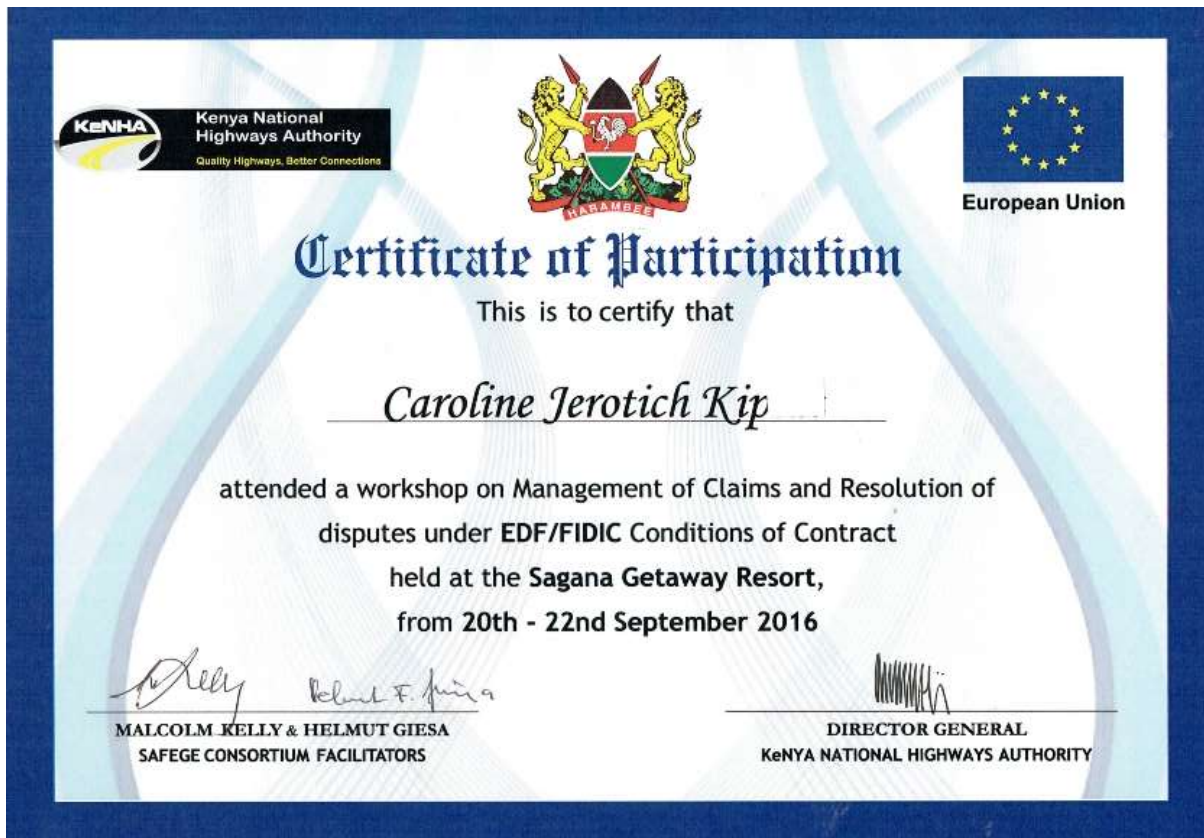 KeNHA
Kenya National
Highways Authority
Quality Highways, Better Connections
HARAMBEE
European Union
Certificate of Participation
This is to certify that
Caroline Jerotich Kip
attended a workshop on Management of Claims and Resolution of
disputes under EDF/FIDIC Conditions of Contract
held at the Sagana Getaway Resort,
from 20th - 22nd September 2016
MALCOLM KELLY & HELMUT GIESA
SAFEGE CONSORTIUM FACILITATORS
DIRECTOR GENERAL
KeNYA NATIONAL HIGHWAYS AUTHORITY